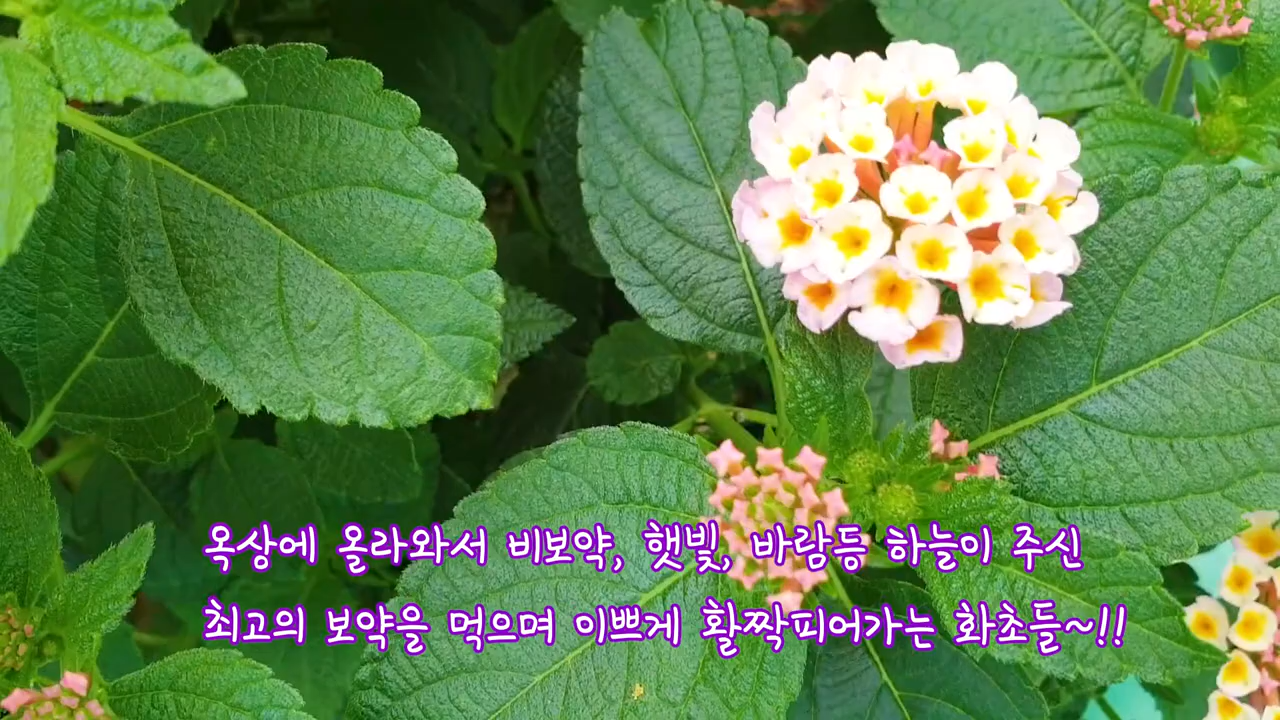 옥상에 올라와서 비보약, 햇빛, 바람등 하늘이 주신
최고의 보약을 먹으며 이쁘게 활짝피어가는 화초들~!!